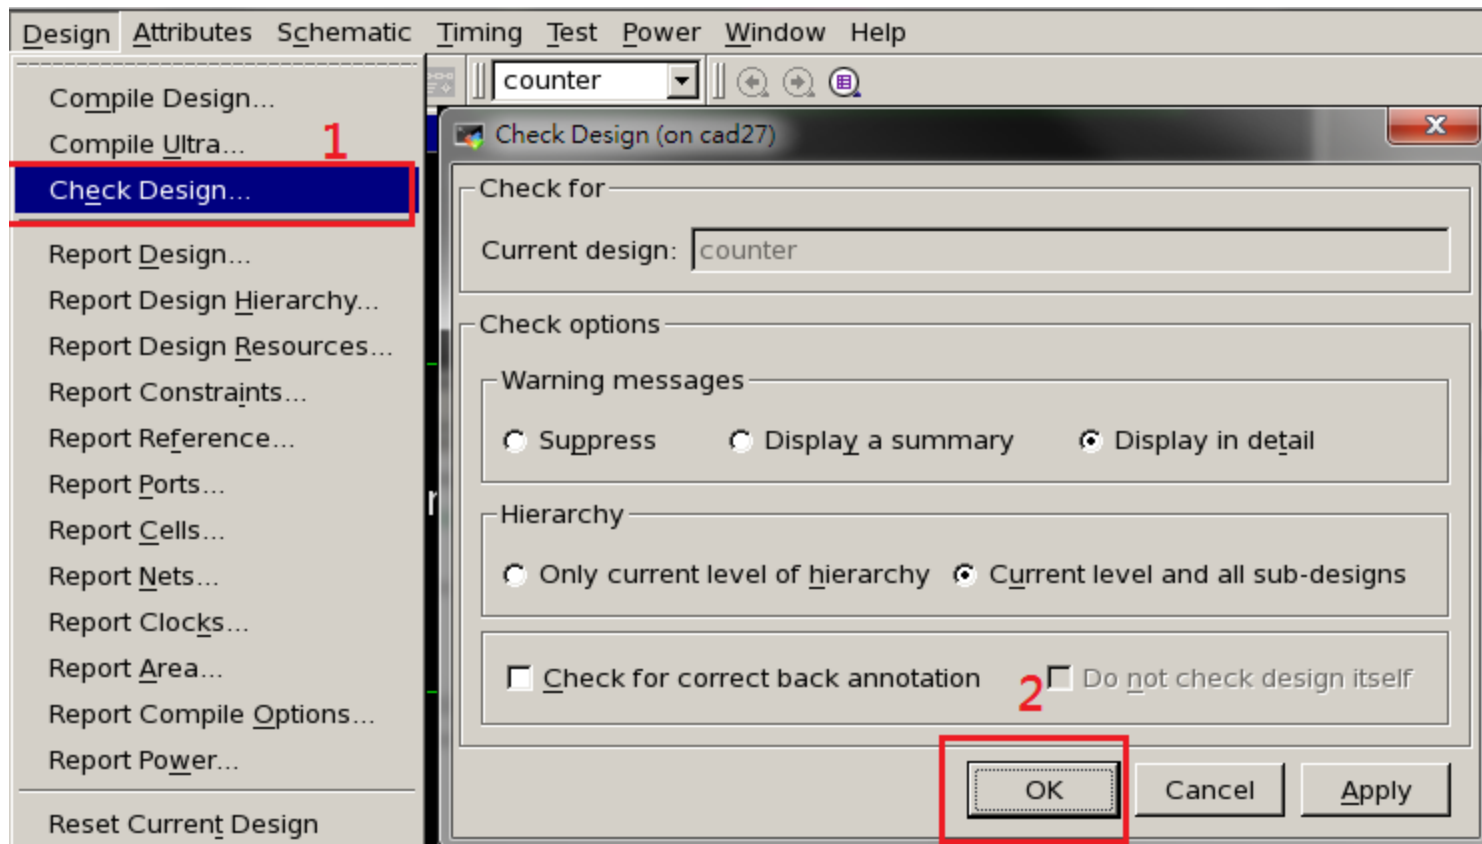 Design Attributes Schematic Timing Test Power Window Help
counter
Compile Design...
Compile Ultra...
1
Check Design...
Report Design...
Report Design Hierarchy...
Report Design Resources...
Report Constraints...
Report Reference...
Report Ports...
Report Cells...
Report Nets...
Report Clocks...
Report Area...
Report Compile Options...
Report Power...
Reset Current Design
Check Design (on cad27)
X
Check for
Current design: counter
Check options
Warning messages
Suppress Display a summary Display in detail
Hierarchy
Only current level of hierarchy Current level and all sub-designs
Check for correct back annotation Do not check design itself
2
OK Cancel Apply